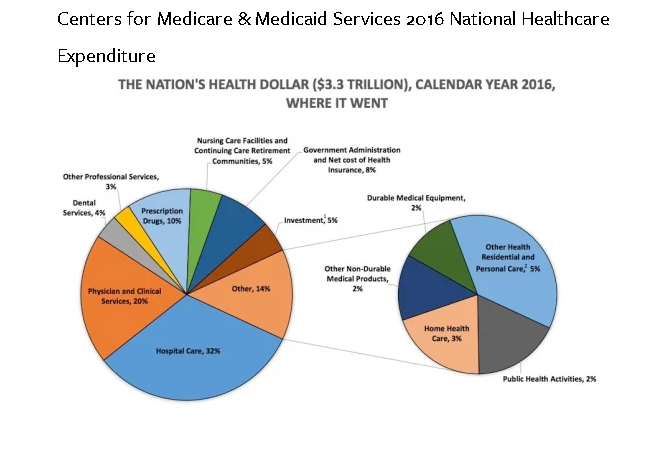 Centers for Medicare & Medicaid Services 2016 National Healthcare
Expenditure
THE NATION'S HEALTH DOLLAR ($3.3 TRILLION), CALENDAR YEAR 2016,
WHERE IT WENT
Nursing Care Facilities and
Continuing Care Retirement
Communities, 5%
Government Administration
and Net cost of Health
Insurance, 8%
Other Professional Services,
3%
Dental
Services, 4%
Prescription
Drugs, 10%
Investment,¹ 5%
Physician and Clinical
Services, 20%
Other, 14%
Hospital Care, 32%
Durable Medical Equipment,
2%
Other Health
Residential and
Personal Care,² 5%
Other Non-Durable
Medical Products,
2%
Home Health
Care, 3%
Public Health Activities, 2%